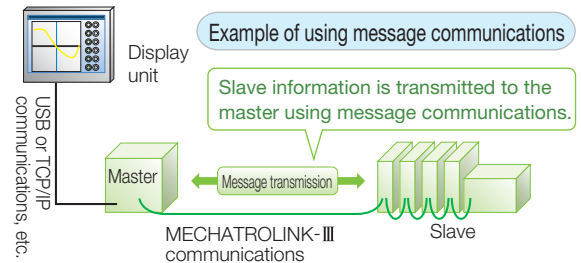 Example of using message communications
Display
unit
Slave information is transmitted to the
master using message communications.
USB or TCP/IP
communications, etc.
Master
Message transmission
Slave
MECHATROLINK-Ⅲ
communications